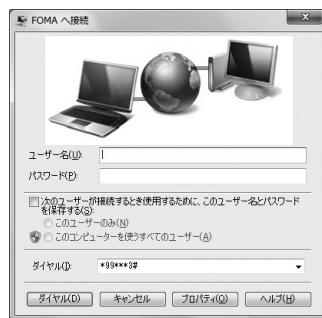 FOMA へ接続
ユーザー名(U):
パスワード(P):
次のユーザーが接続するとき使用するために、このユーザー名とパスワードを保存する(S):
このユーザーのみ(N)
このコンピューターを使うすべてのユーザー(A)
ダイヤル(I): *99***3#
ダイヤル(D) キャンセル プロパティ(O) ヘルプ(H)